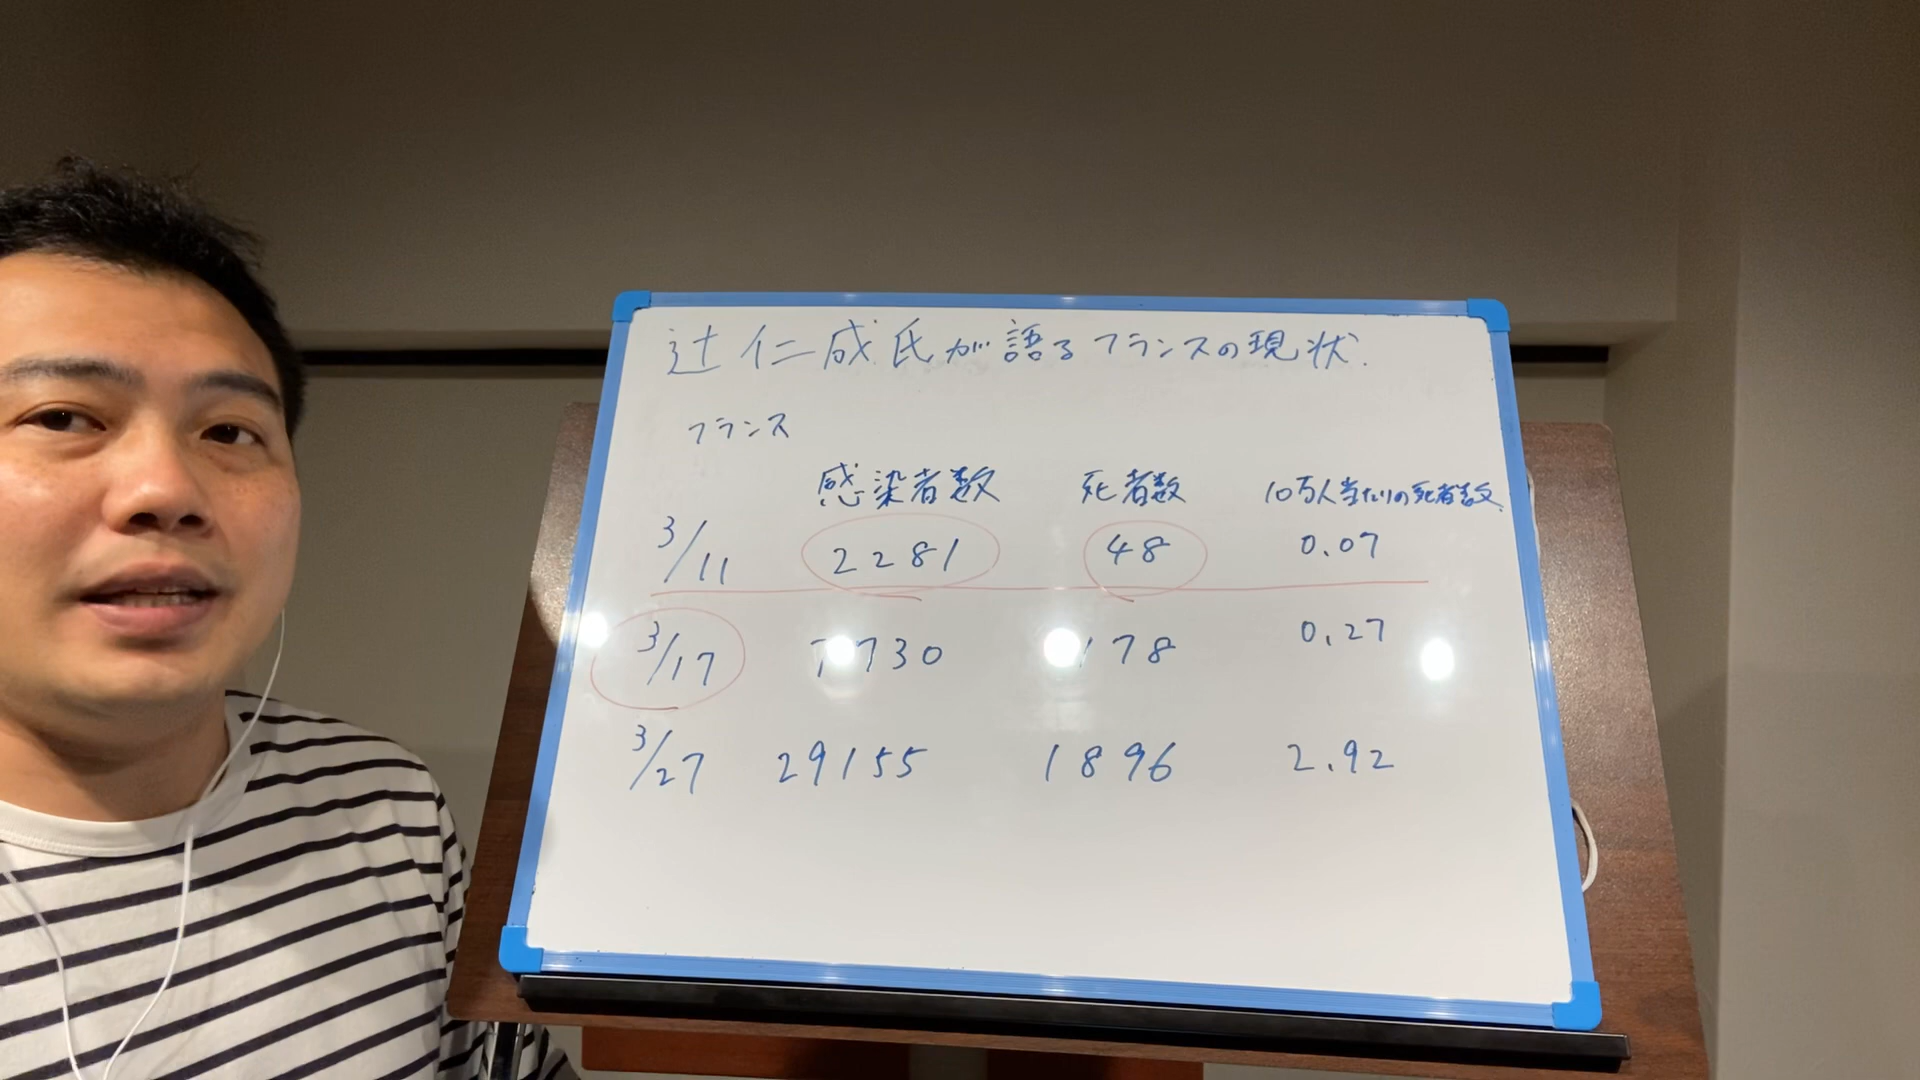 辻仁成氏が語るフランスの現状.
フランス
感染者数 死者数 10万人当たりの死者数
3/11 2281 48 0.07
3/17 7730 178 0.27
3/27 29155 1896 2.92